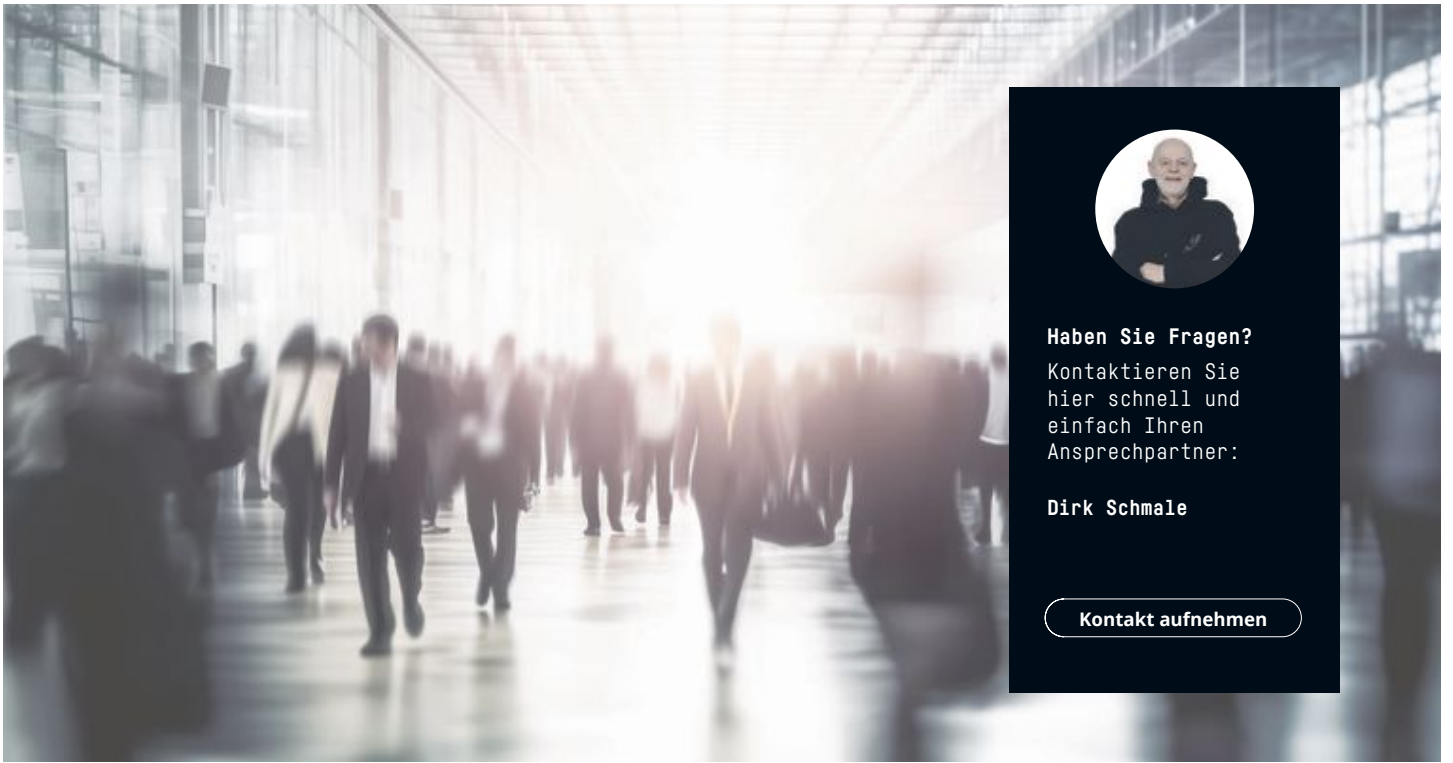 Haben Sie Fragen?
Kontaktieren Sie
hier schnell und
einfach Ihren
Ansprechpartner:
Dirk Schmale
Kontakt aufnehmen